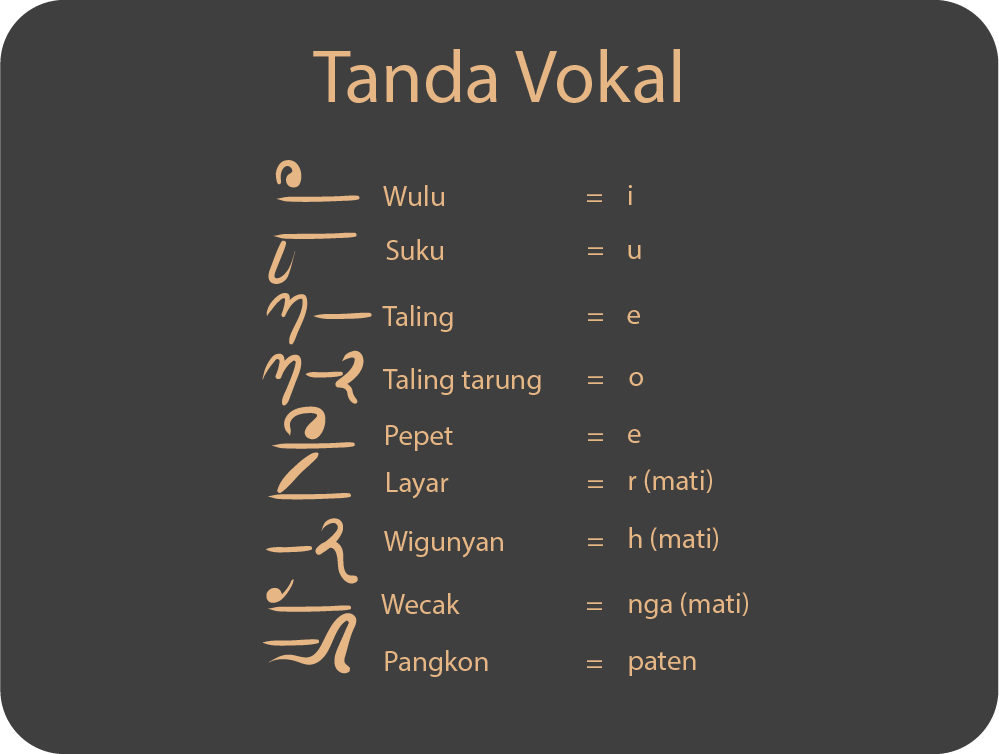 Tanda Vokal
ꦶ Wulu = i
ꦸ Suku = u
ꦺ Taling = e
ꦺꦴ Taling tarung = o
ꦼ Pepet = e
ꦂ Layar = r (mati)
ꦃ Wigunyan = h (mati)
ꦁ Wecak = nga (mati)
꧀ Pangkon = paten